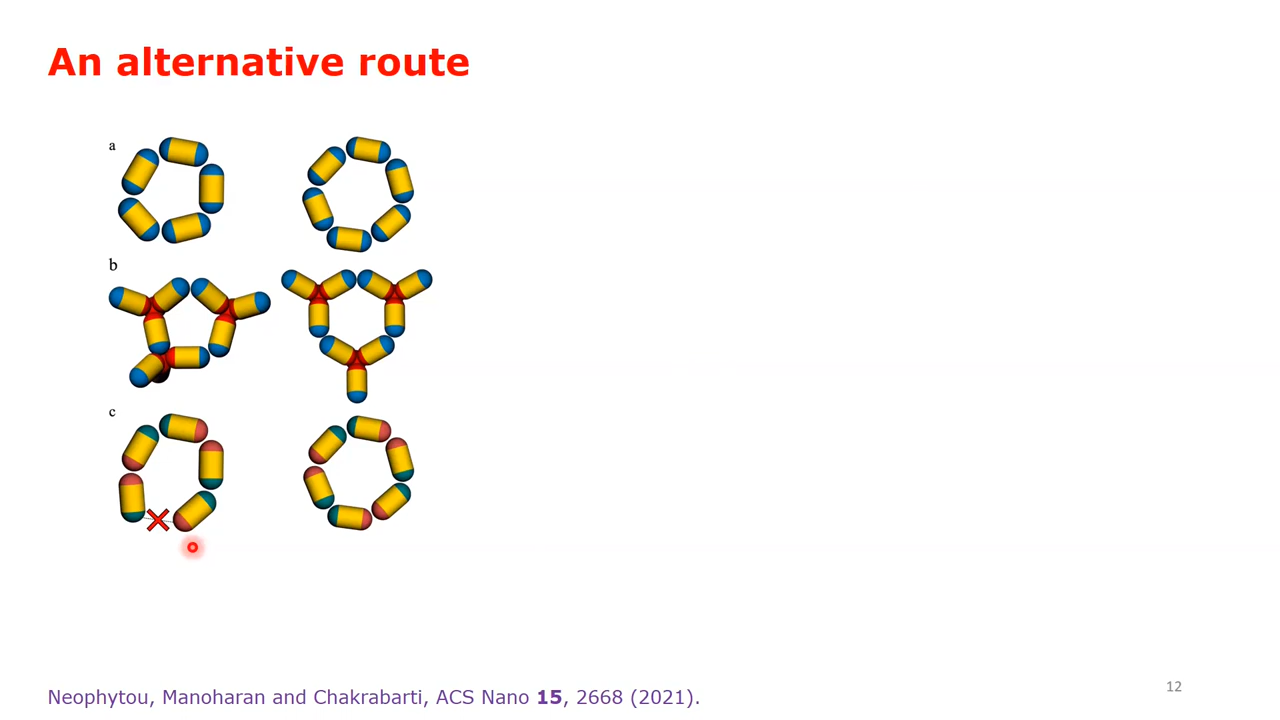 An alternative route
a
b
c
Neophytou, Manoharan and Chakrabarti, ACS Nano 15, 2668 (2021).
12